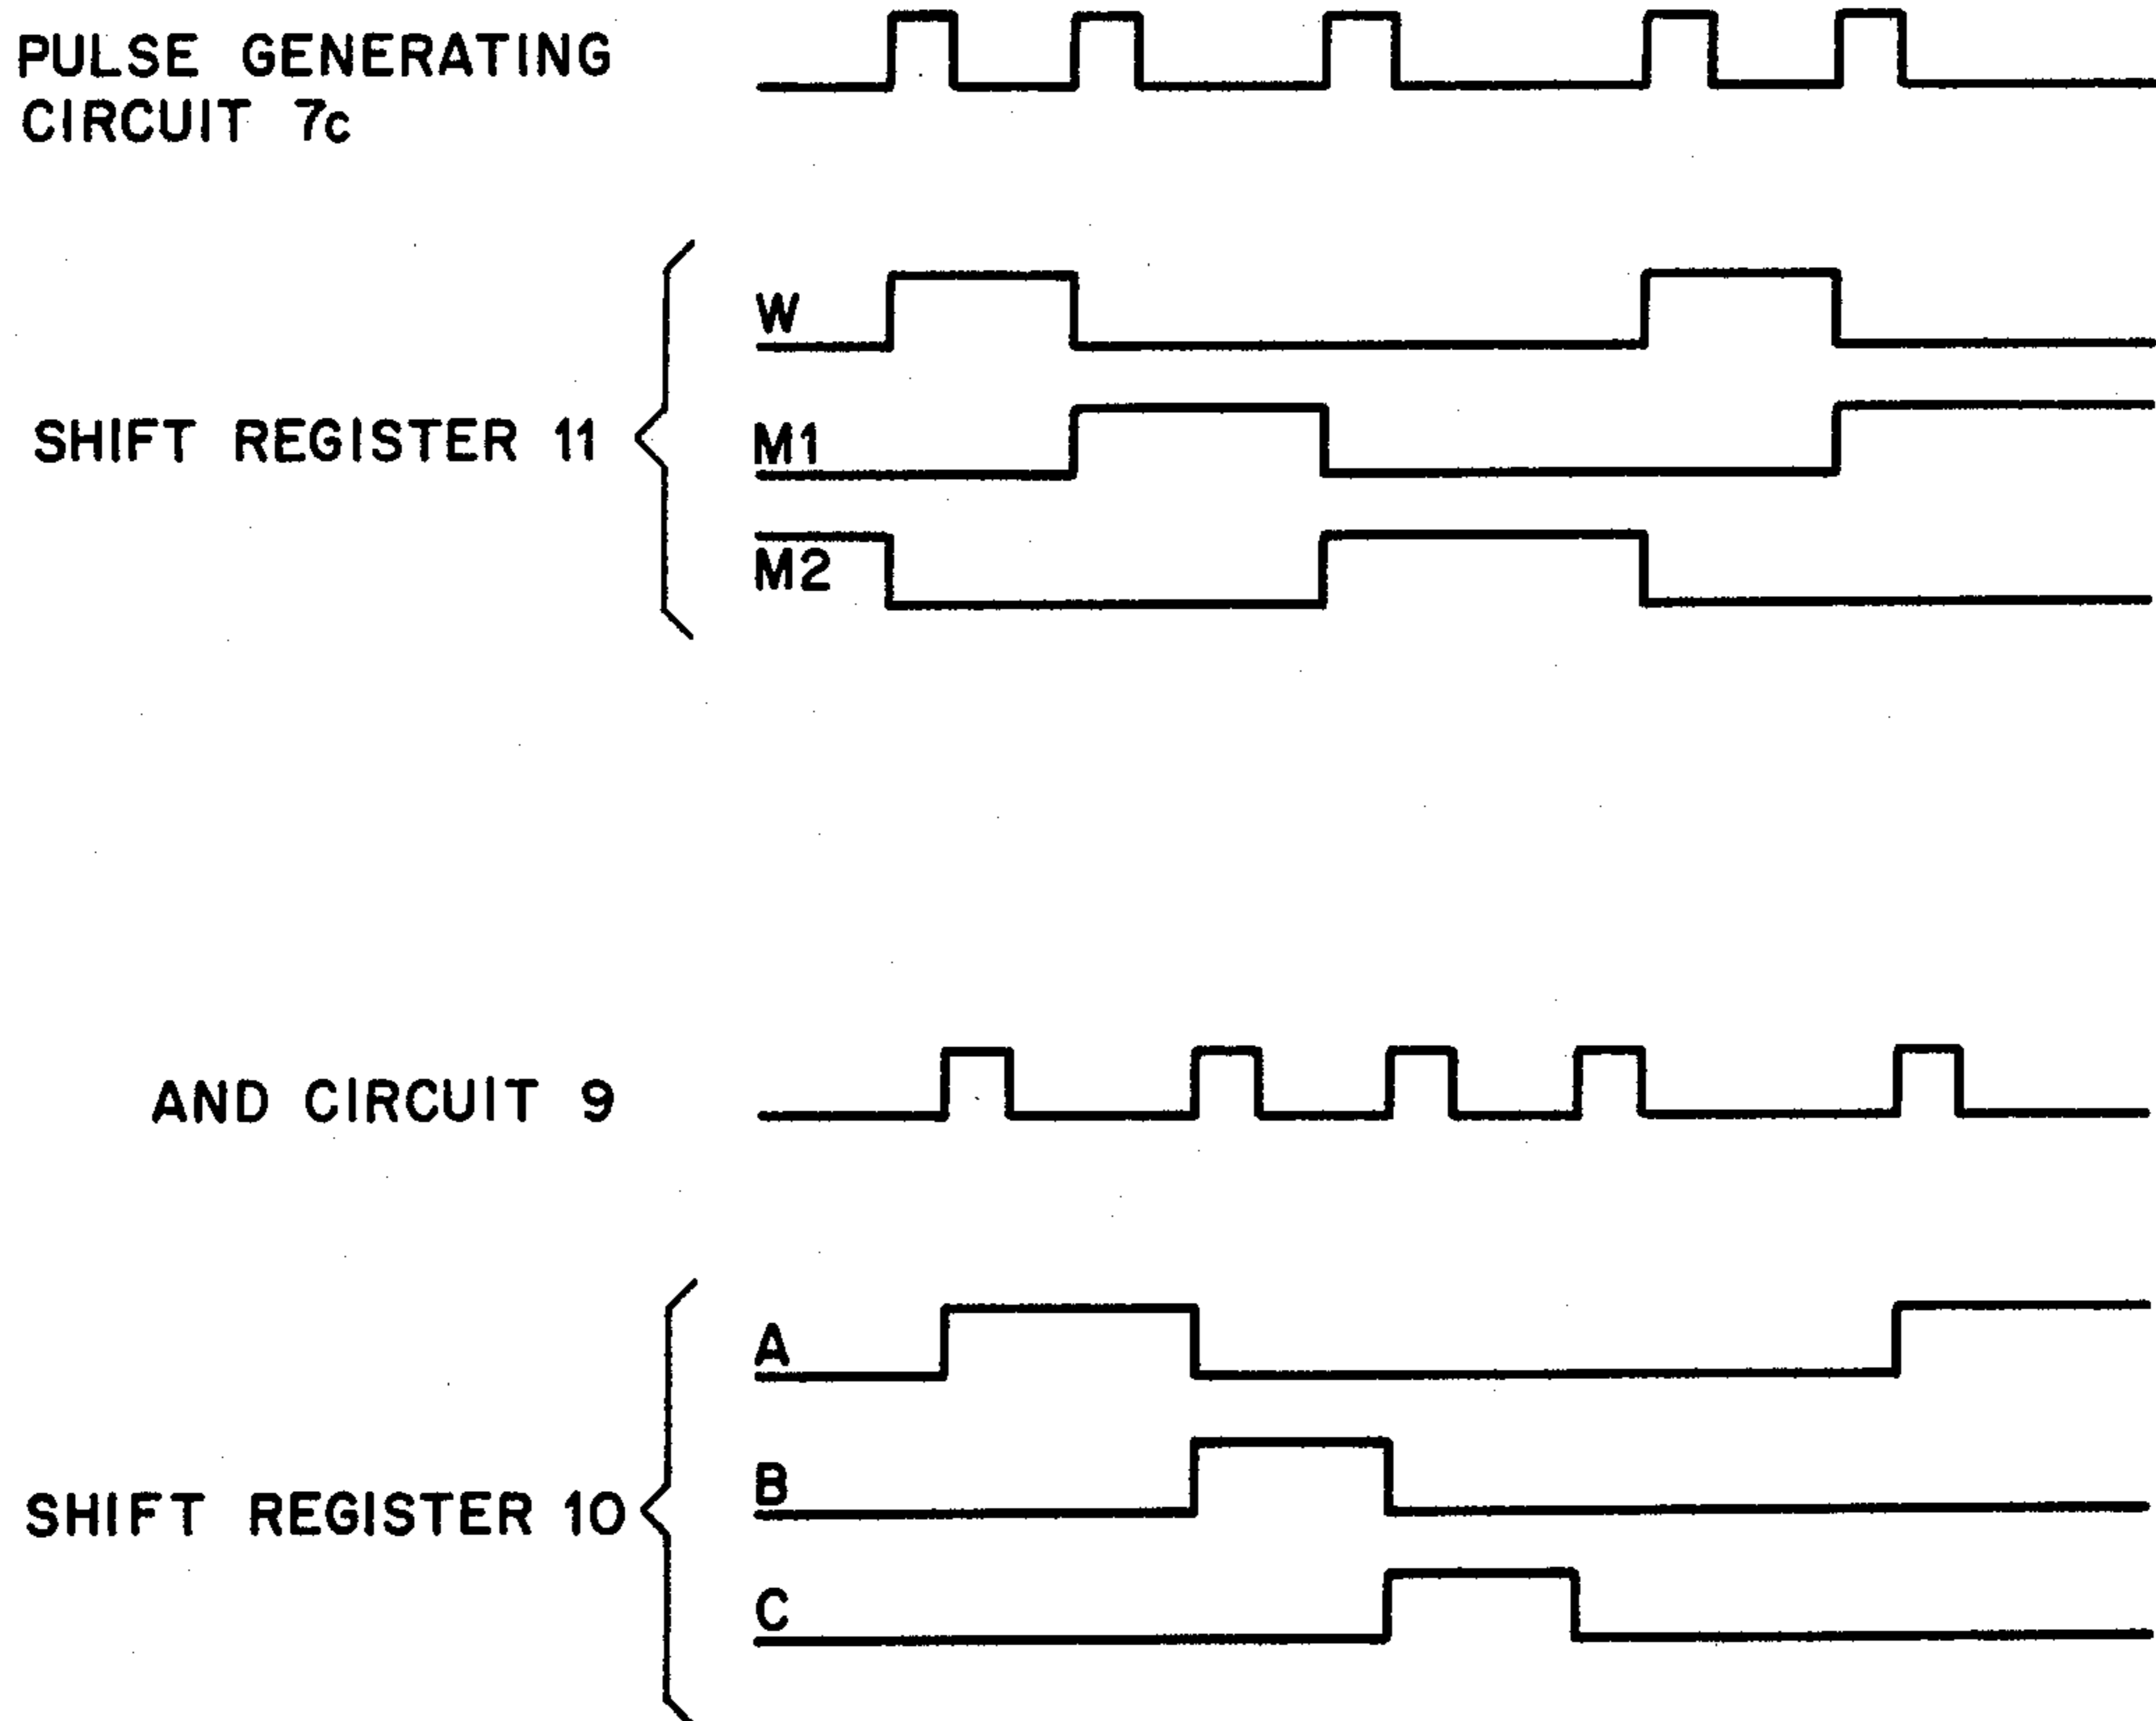 PULSE GENERATING
CIRCUIT 7c
W
SHIFT REGISTER 11
M1
M2
AND CIRCUIT 9
A
B
SHIFT REGISTER 10
C